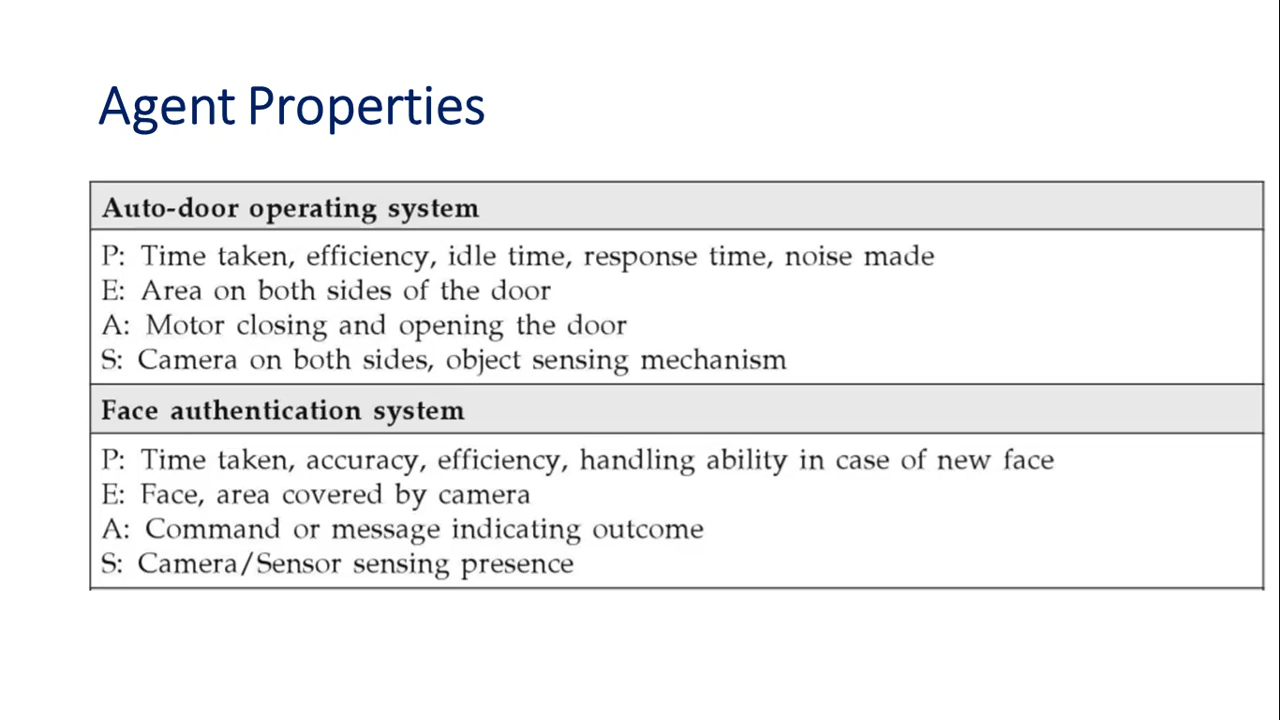 Agent Properties
Auto-door operating system
P: Time taken, efficiency, idle time, response time, noise made
E: Area on both sides of the door
A: Motor closing and opening the door
S: Camera on both sides, object sensing mechanism
Face authentication system
P: Time taken, accuracy, efficiency, handling ability in case of new face
E: Face, area covered by camera
A: Command or message indicating outcome
S: Camera/Sensor sensing presence